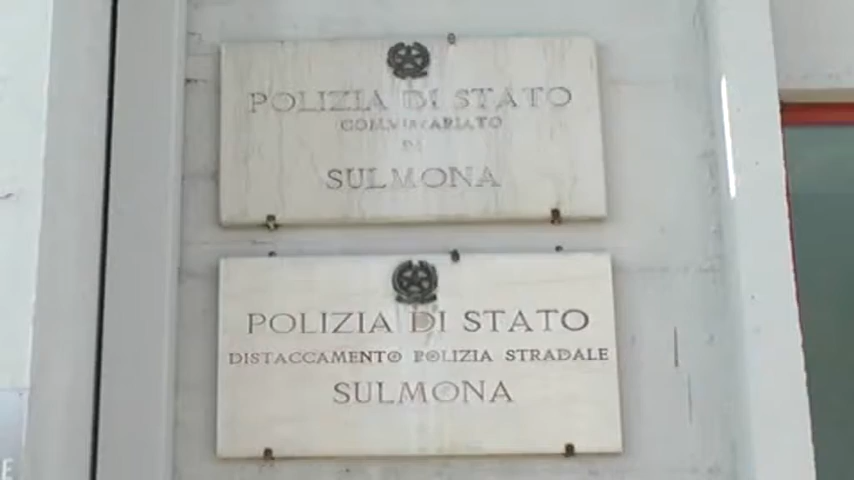 POLIZIA DI STATO
COMMISSARIATO
DI
SULMONA
POLIZIA DI STATO
DISTACCAMENTO POLIZIA STRADALE
SULMONA
E